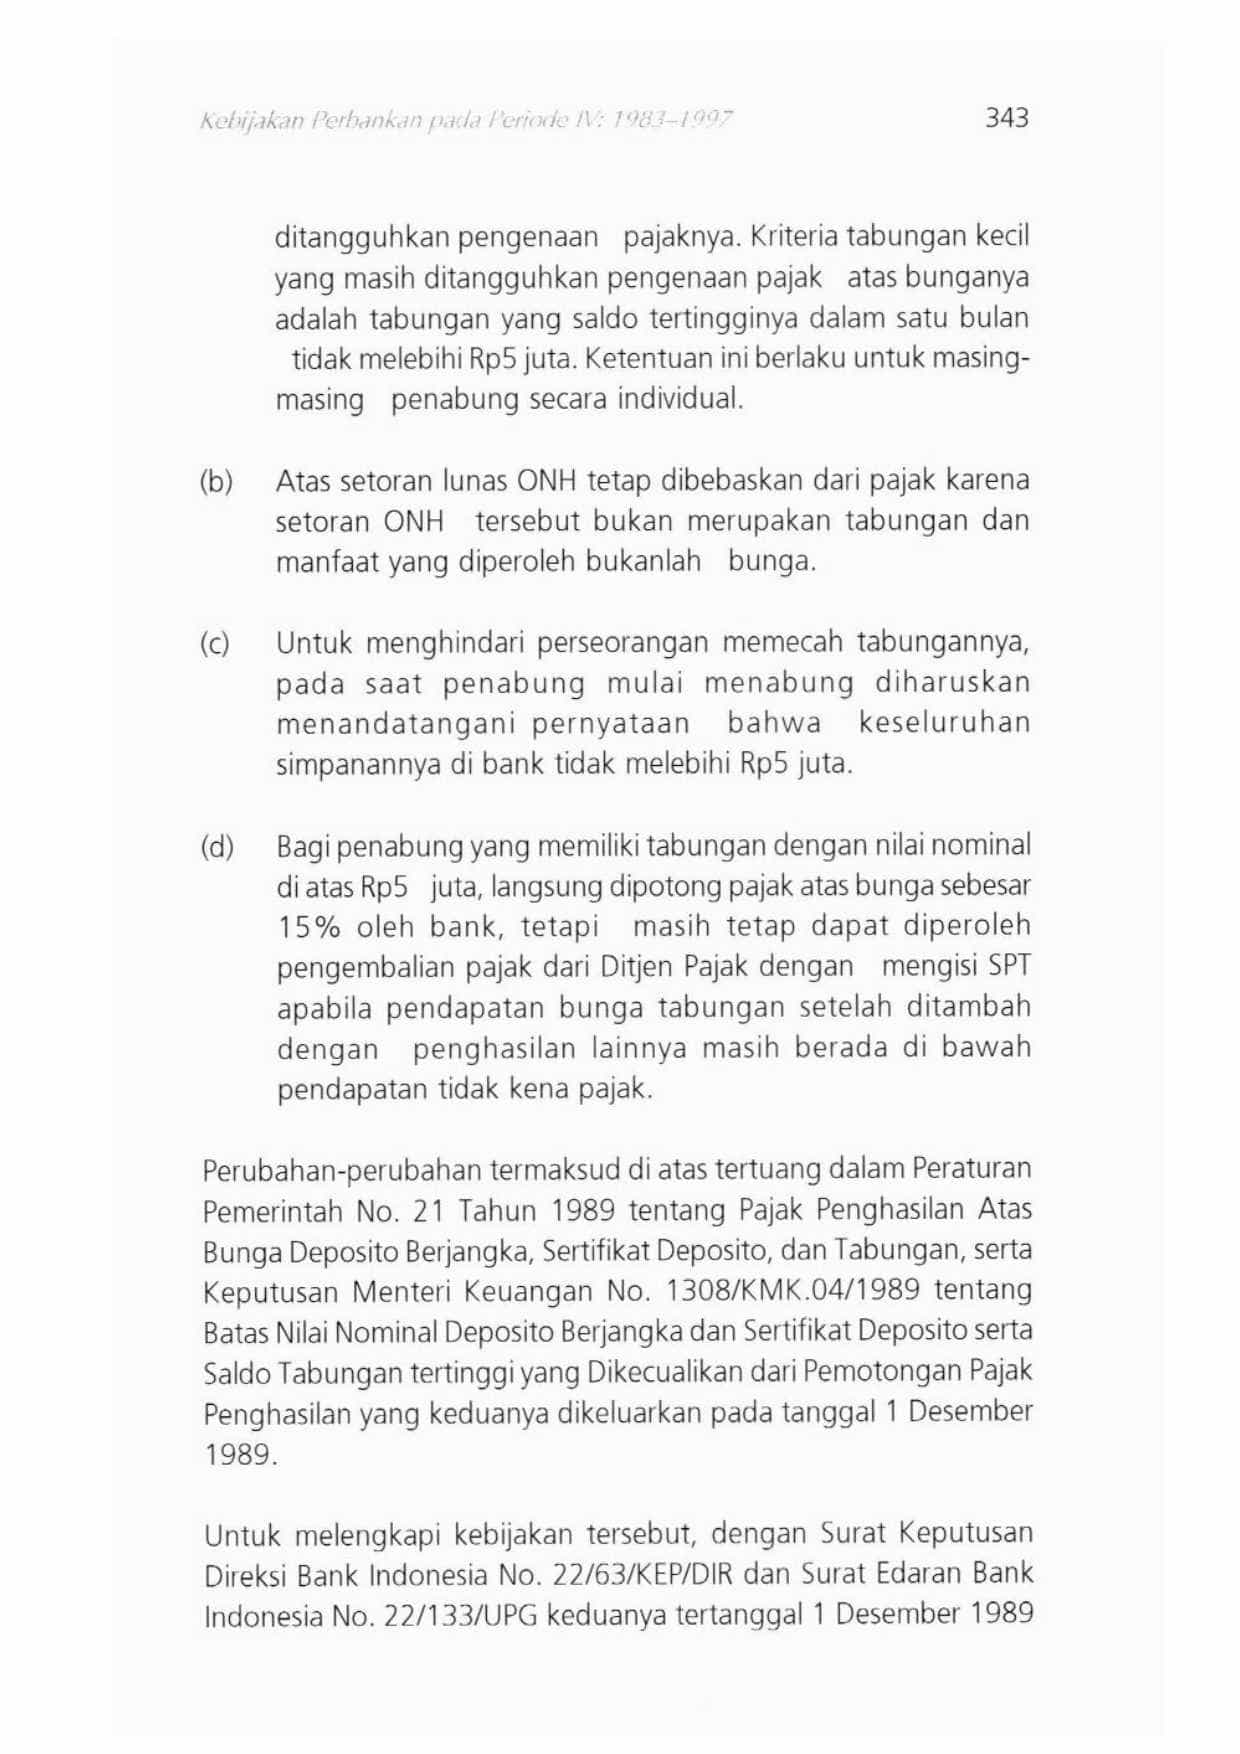 Kebijakan Perbankan pada Periode IV: 1983–1997 343
ditangguhkan pengenaan pajaknya. Kriteria tabungan kecil
yang masih ditangguhkan pengenaan pajak atas bunganya
adalah tabungan yang saldo tertingginya dalam satu bulan
tidak melebihi Rp5 juta. Ketentuan ini berlaku untuk masing-
masing penabung secara individual.
(b) Atas setoran lunas ONH tetap dibebaskan dari pajak karena
setoran ONH tersebut bukan merupakan tabungan dan
manfaat yang diperoleh bukanlah bunga.
(c) Untuk menghindari perseorangan memecah tabungannya,
pada saat penabung mulai menabung diharuskan
menandatangani pernyataan bahwa keseluruhan
simpanannya di bank tidak melebihi Rp5 juta.
(d) Bagi penabung yang memiliki tabungan dengan nilai nominal
di atas Rp5 juta, langsung dipotong pajak atas bunga sebesar
15% oleh bank, tetapi masih tetap dapat diperoleh
pengembalian pajak dari Ditjen Pajak dengan mengisi SPT
apabila pendapatan bunga tabungan setelah ditambah
dengan penghasilan lainnya masih berada di bawah
pendapatan tidak kena pajak.
Perubahan-perubahan termaksud di atas tertuang dalam Peraturan
Pemerintah No. 21 Tahun 1989 tentang Pajak Penghasilan Atas
Bunga Deposito Berjangka, Sertifikat Deposito, dan Tabungan, serta
Keputusan Menteri Keuangan No. 1308/KMK.04/1989 tentang
Batas Nilai Nominal Deposito Berjangka dan Sertifikat Deposito serta
Saldo Tabungan tertinggi yang Dikecualikan dari Pemotongan Pajak
Penghasilan yang keduanya dikeluarkan pada tanggal 1 Desember
1989.
Untuk melengkapi kebijakan tersebut, dengan Surat Keputusan
Direksi Bank Indonesia No. 22/63/KEP/DIR dan Surat Edaran Bank
Indonesia No. 22/133/UPG keduanya tertanggal 1 Desember 1989